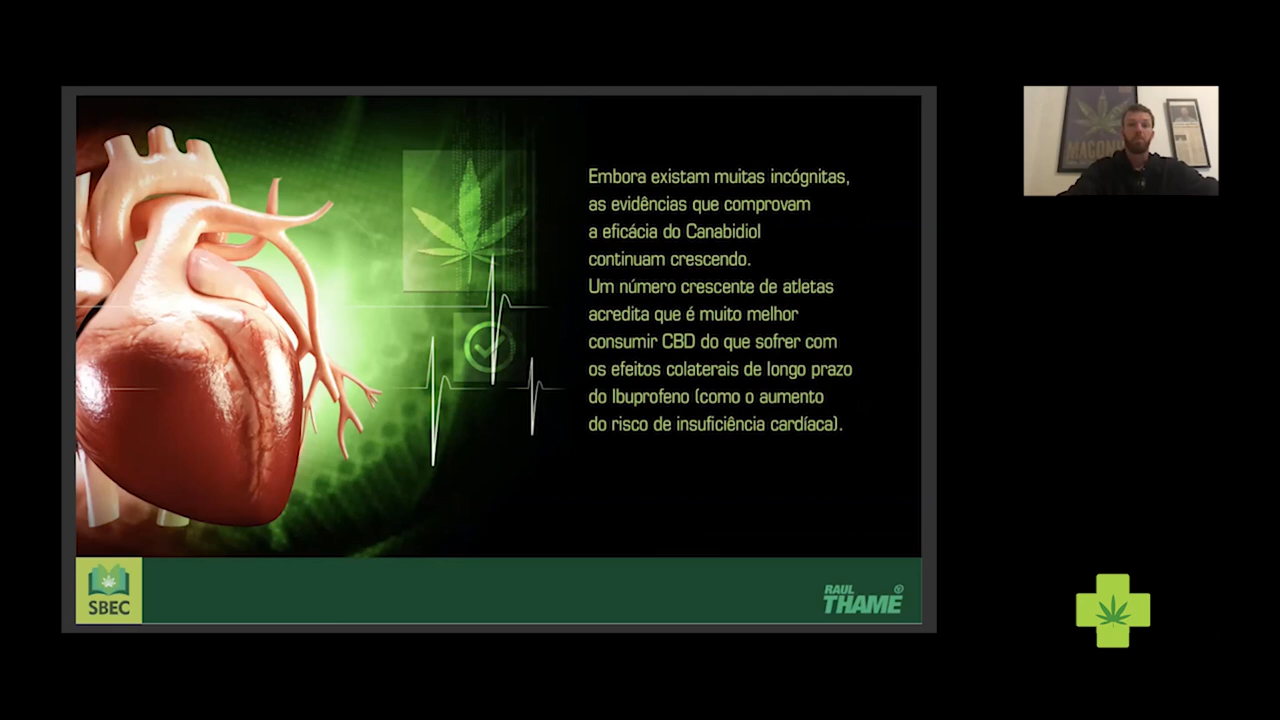 Embora existam muitas incógnitas,
as evidências que comprovam
a eficácia do Canabidiol
continuam crescendo.
Um número crescente de atletas
acredita que é muito melhor
consumir CBD do que sofrer com
os efeitos colaterais de longo prazo
do Ibuprofeno (como o aumento
do risco de insuficiência cardíaca).
SBEC
RAUL
THAME